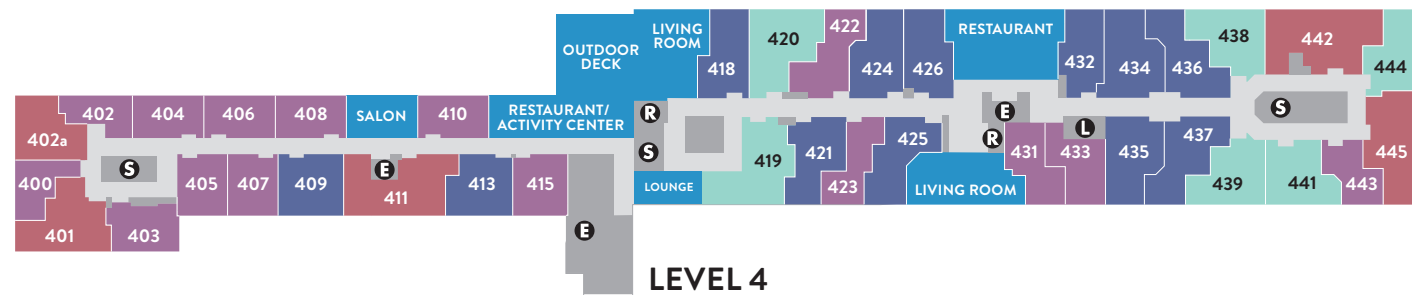 LIVING
ROOM
420
422
RESTAURANT
438
442
OUTDOOR
DECK
418
424
426
432
434
436
444
402
404
406
408
SALON
410
RESTAURANT/
ACTIVITY CENTER
R
E
S
402a
L
R
S
S
E
400
405
407
409
411
413
415
LOUNGE
419
421
423
425
LIVING ROOM
431
433
435
437
439
441
443
445
401
403
E
LEVEL 4